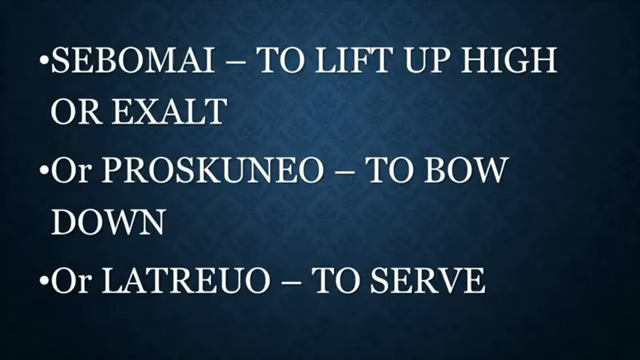 •SEBOMAI – TO LIFT UP HIGH
OR EXALT
•Or PROSKUNEO – TO BOW
DOWN
•Or LATREUO – TO SERVE